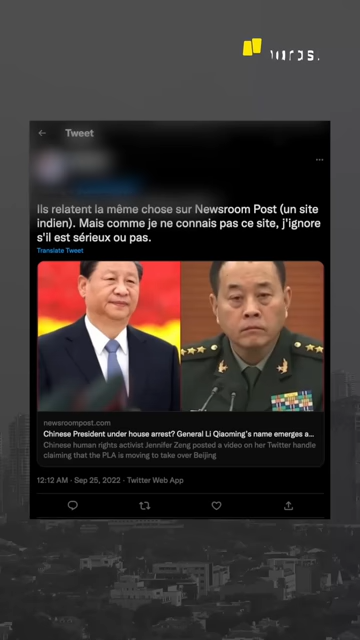 Tweet
Ils relatent la même chose sur Newsroom Post (un site
indien). Mais comme je ne connais pas ce site, j'ignore
s'il est sérieux ou pas.
Translate Tweet
newsroompost.com
Chinese President under house arrest? General Li Qiaoming's name emerges a...
Chinese human rights activist Jennifer Zeng posted a video on her Twitter handle
claiming that the PLA is moving to take over Beijing
12:12 AM · Sep 25, 2022 · Twitter Web App